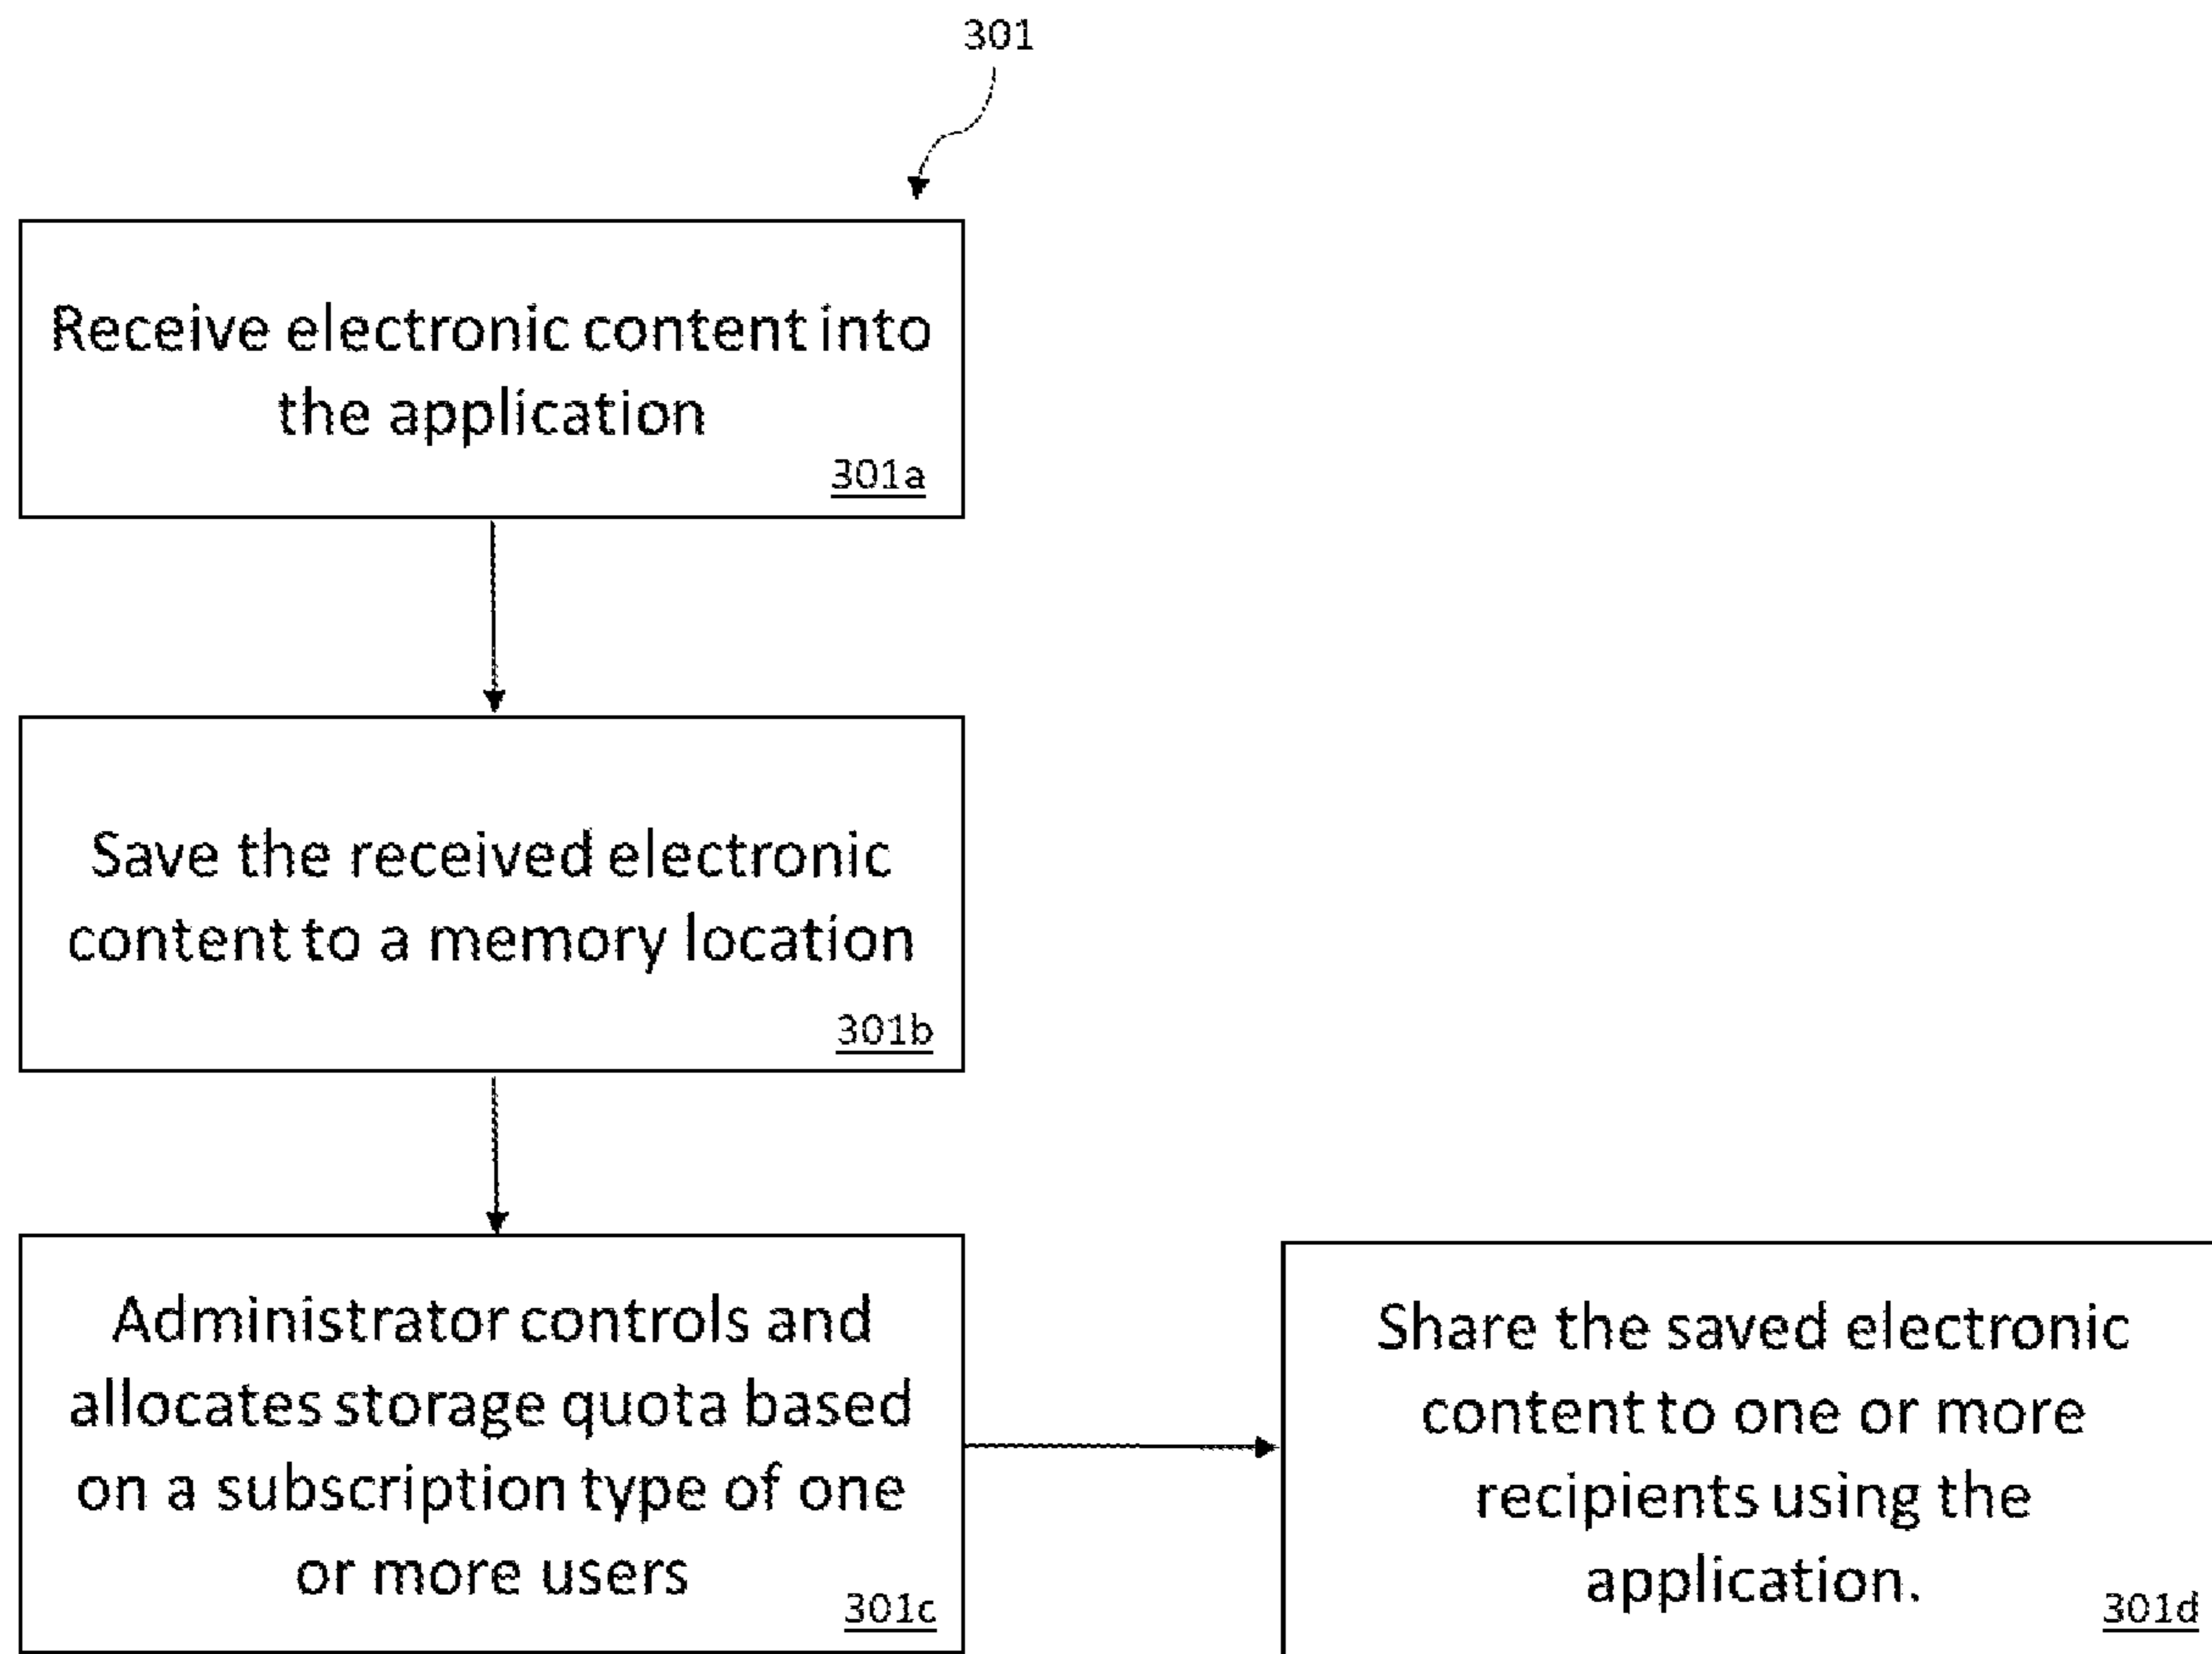 301
Receive electronic content into
the application
301a
Save the received electronic
content to a memory location
301b
Administrator controls and
allocates storage quota based
on a subscription type of one
or more users
301c
Share the saved electronic
content to one or more
recipients using the
application.
301d